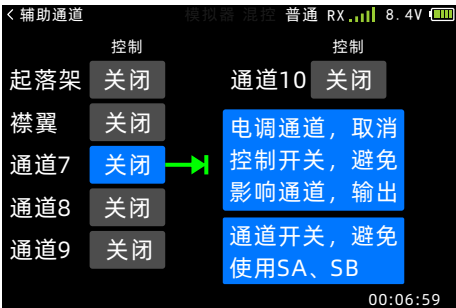 <辅助通道 模拟器 混控 普通 RX 8.4V
控制 控制
起落架 关闭 通道10 关闭
襟翼 关闭
通道7 关闭
通道8 关闭
通道9 关闭
电调通道，取消
控制开关，避免
影响通道，输出
通道开关，避免
使用SA、SB
00:06:59